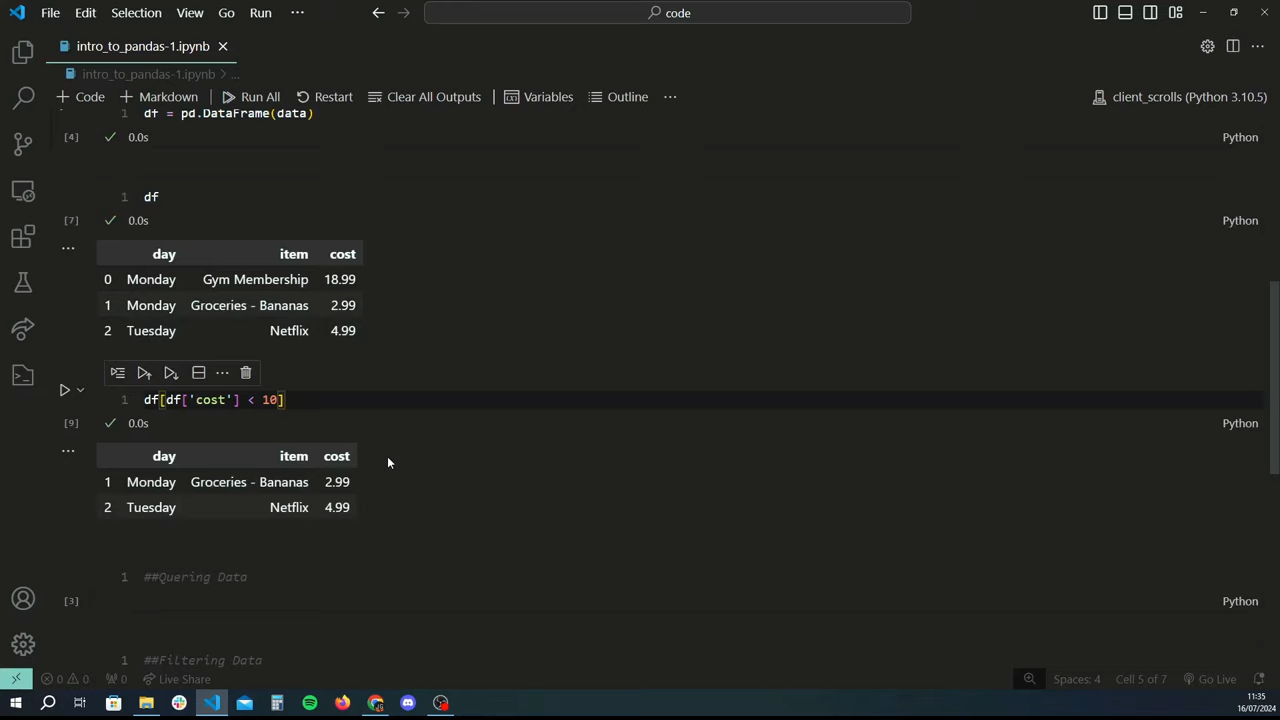 File Edit Selection View Go Run ··· code
intro_to_pandas-1.ipynb
intro_to_pandas-1.ipynb > ...
+ Code + Markdown Run All Restart Clear All Outputs Variables Outline ··· client_scrolls (Python 3.10.5)
1 df = pd.DataFrame(data)
[4] 0.0s Python
1 df
[7] 0.0s Python
day item cost
0 Monday Gym Membership 18.99
1 Monday Groceries - Bananas 2.99
2 Tuesday Netflix 4.99
1 df[df['cost'] < 10]
[9] 0.0s Python
day item cost
1 Monday Groceries - Bananas 2.99
2 Tuesday Netflix 4.99
1 ##Quering Data
[3] Python
1 ##Filtering Data
0 0 0 Live Share Spaces: 4 Cell 5 of 7 Go Live
11:35
16/07/2024